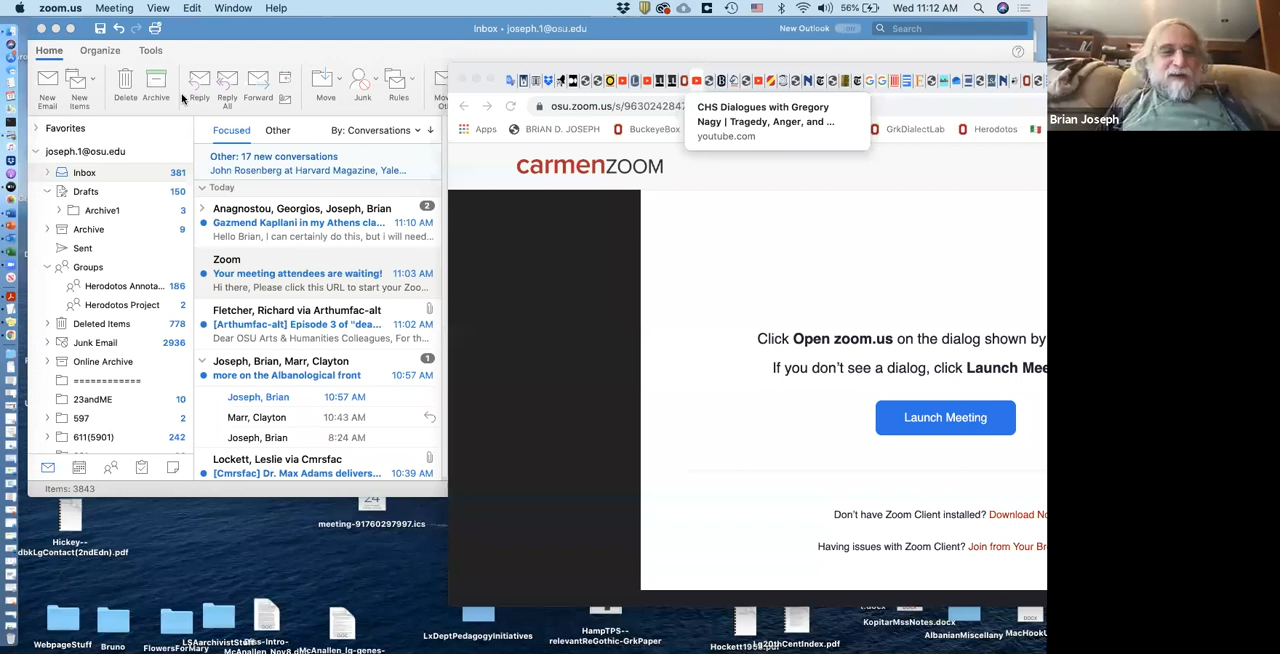 zoom.us Meeting View Edit Window Help
56% Wed 11:12 AM
Inbox • joseph.1@osu.edu
New Outlook
Search
Home Organize Tools
New Email
New Items
Delete
Archive
Reply
Reply All
Forward
Move
Junk
Rules
Favorites
joseph.1@osu.edu
Inbox 381
Drafts 150
Archive1 3
Archive 9
Sent
Groups
Herodotos Annota... 186
Herodotos Project 2
Deleted Items 778
Junk Email 2936
Online Archive
============
23andME 10
597 2
611(5901) 242
Items: 3843
Focused Other By: Conversations
Other: 17 new conversations
John Rosenberg at Harvard Magazine, Yale...
Today
Anagnostou, Georgios, Joseph, Brian 2
Gazmend Kapllani in my Athens cla... 11:10 AM
Hello Brian, I can certainly do this, but i will need...
Zoom
Your meeting attendees are waiting! 11:03 AM
Hi there, Please click this URL to start your Zoo...
Fletcher, Richard via Arthumfac-alt
[Arthumfac-alt] Episode 3 of "dea... 11:02 AM
Dear OSU Arts & Humanities Colleagues, For th...
Joseph, Brian, Marr, Clayton 1
more on the Albanological front 10:57 AM
Joseph, Brian 10:57 AM
Marr, Clayton 10:43 AM
Joseph, Brian 8:24 AM
Lockett, Leslie via Cmrsfac
[Cmrsfac] Dr. Max Adams delivers... 10:39 AM
osu.zoom.us/s/9630242847
CHS Dialogues with Gregory
Nagy | Tragedy, Anger, and ...
youtube.com
Apps BRIAN D. JOSEPH BuckeyeBox GrkDialectLab Herodotos
carmenZOOM
Click Open zoom.us on the dialog shown by
If you don't see a dialog, click Launch Mee
Launch Meeting
Don't have Zoom Client installed? Download No
Having issues with Zoom Client? Join from Your Br
Brian Joseph
24
meeting-91760297997.ics
Hickey--
dbkLgContact(2ndEdn).pdf
WebpageStuff
Bruno
FlowersForMary
LxDeptPedagogyInitiatives
HampTPS--
relevantReGothic-GrkPaper
KopitarMssNotes.docx
AlbanianMiscellany